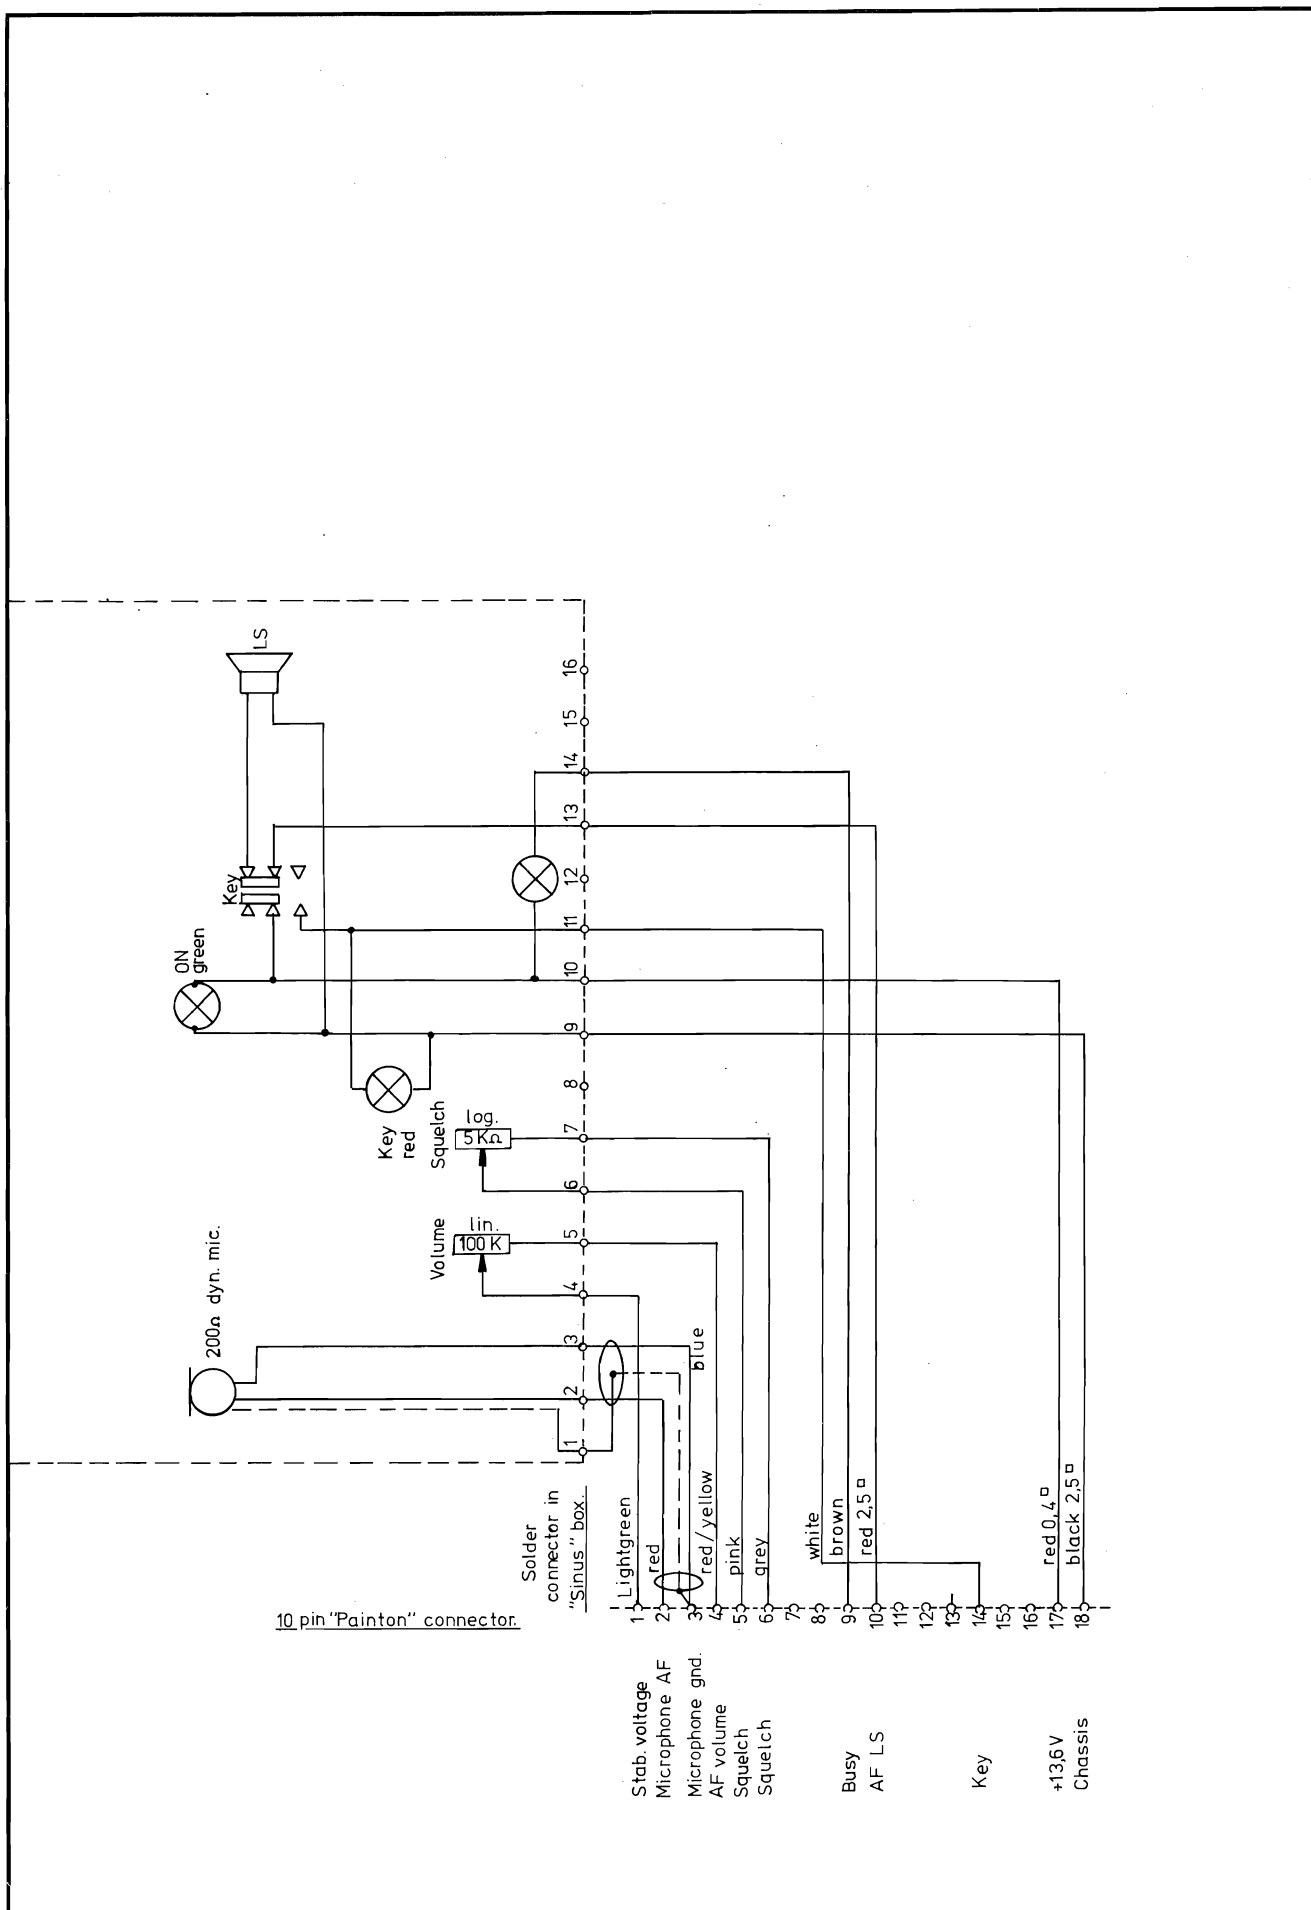 LS
Key
ON
green
Key
red
Squelch
log.
5 KΩ
Volume
lin.
100 K
200Ω dyn. mic.
1
2
3
4
5
6
7
8
9
10
11
12
13
14
15
16
Solder
connector in
"Sinus" box.
10 pin "Painton" connector.
Lightgreen
red
blue
red / yellow
pink
grey
white
brown
red 2,5 □
red 0,4 □
black 2,5 □
1
2
3
4
5
6
7
8
9
10
11
12
13
14
15
16
17
18
Stab. voltage
Microphone AF
Microphone gnd.
AF volume
Squelch
Squelch
Busy
AF LS
Key
+13,6 V
Chassis